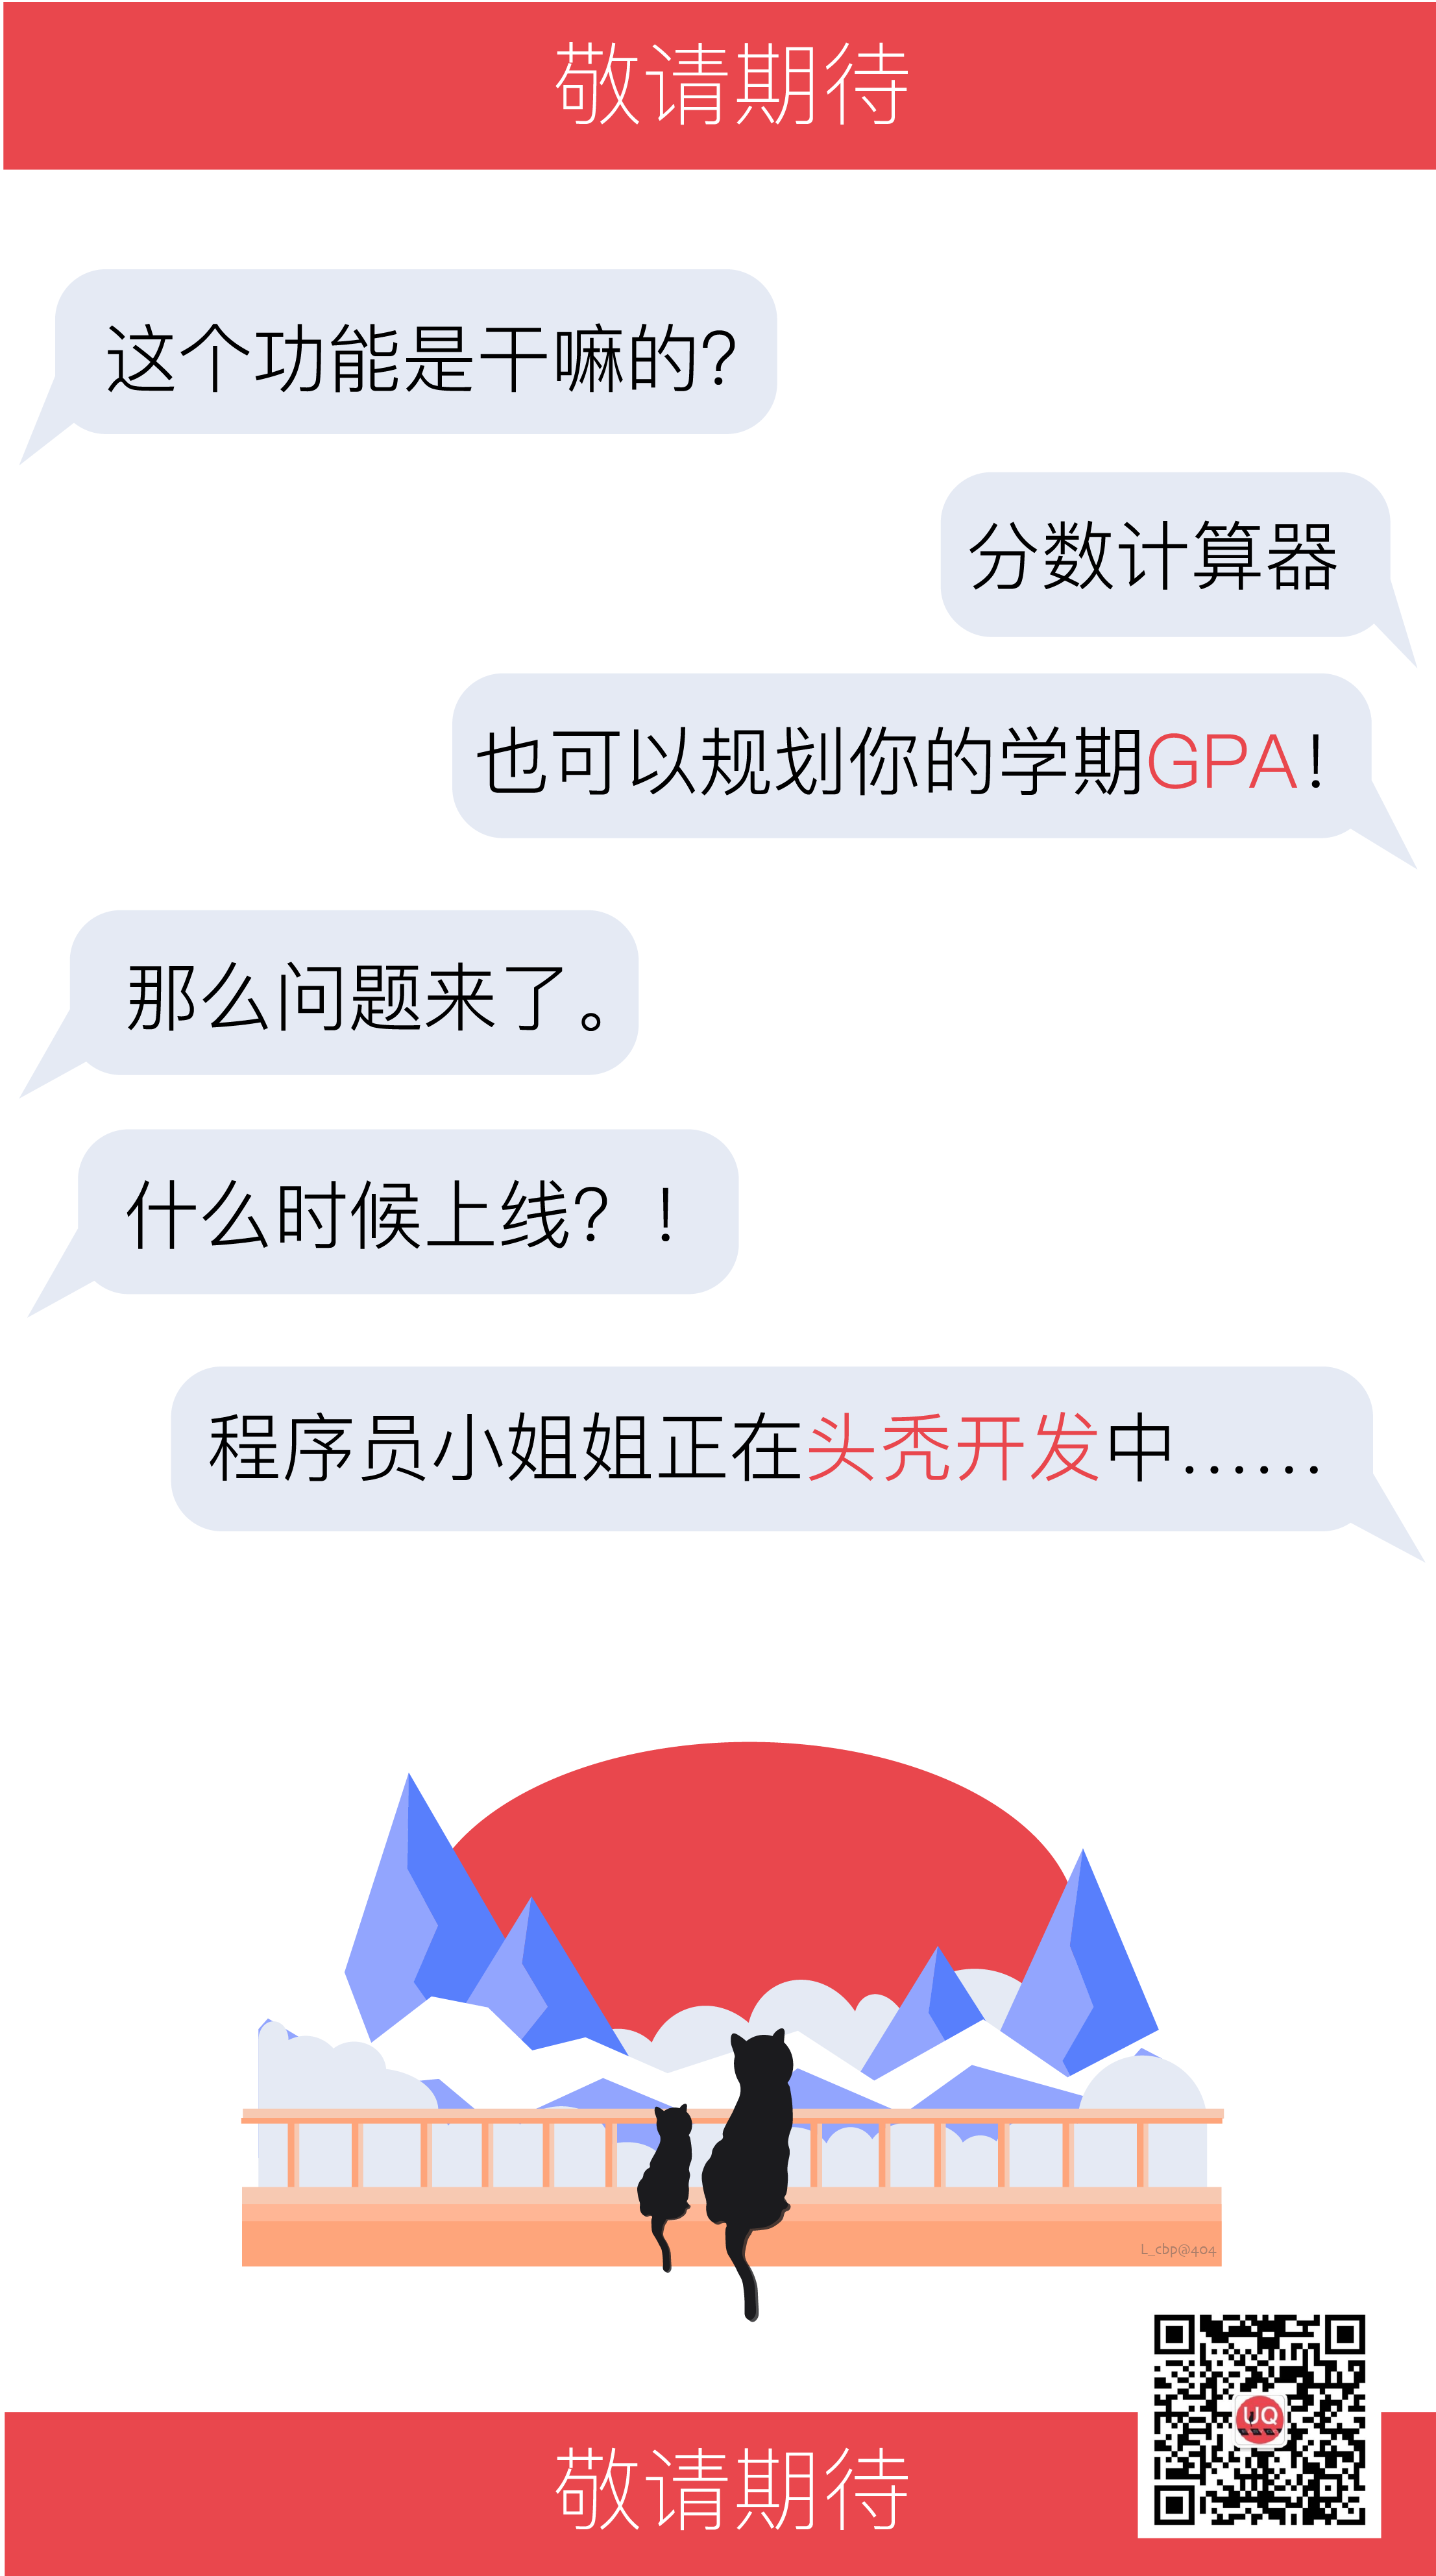 敬请期待
这个功能是干嘛的?
分数计算器
也可以规划你的学期GPA!
那么问题来了。
什么时候上线?!
程序员小姐姐正在头秃开发中……
L_cbp@404
UQ
敬请期待